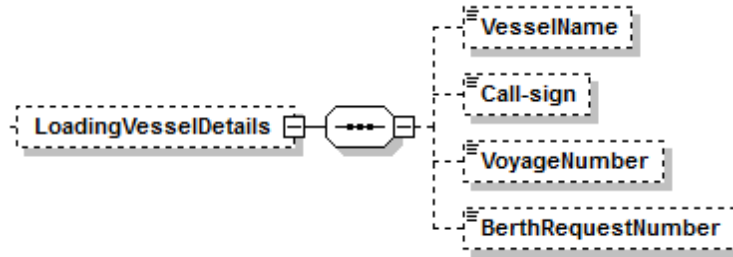 VesselName
Call-sign
LoadingVesselDetails
VoyageNumber
BerthRequestNumber